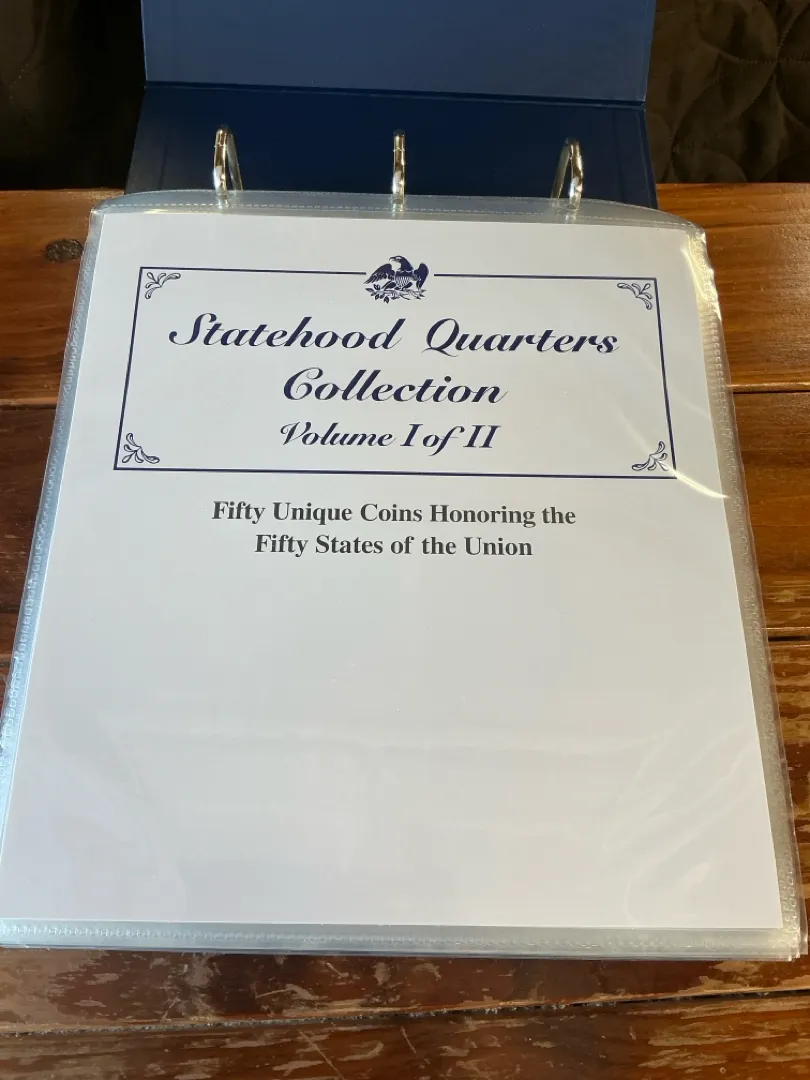 Statehood Quarters
Collection
Volume I of II
Fifty Unique Coins Honoring the
Fifty States of the Union